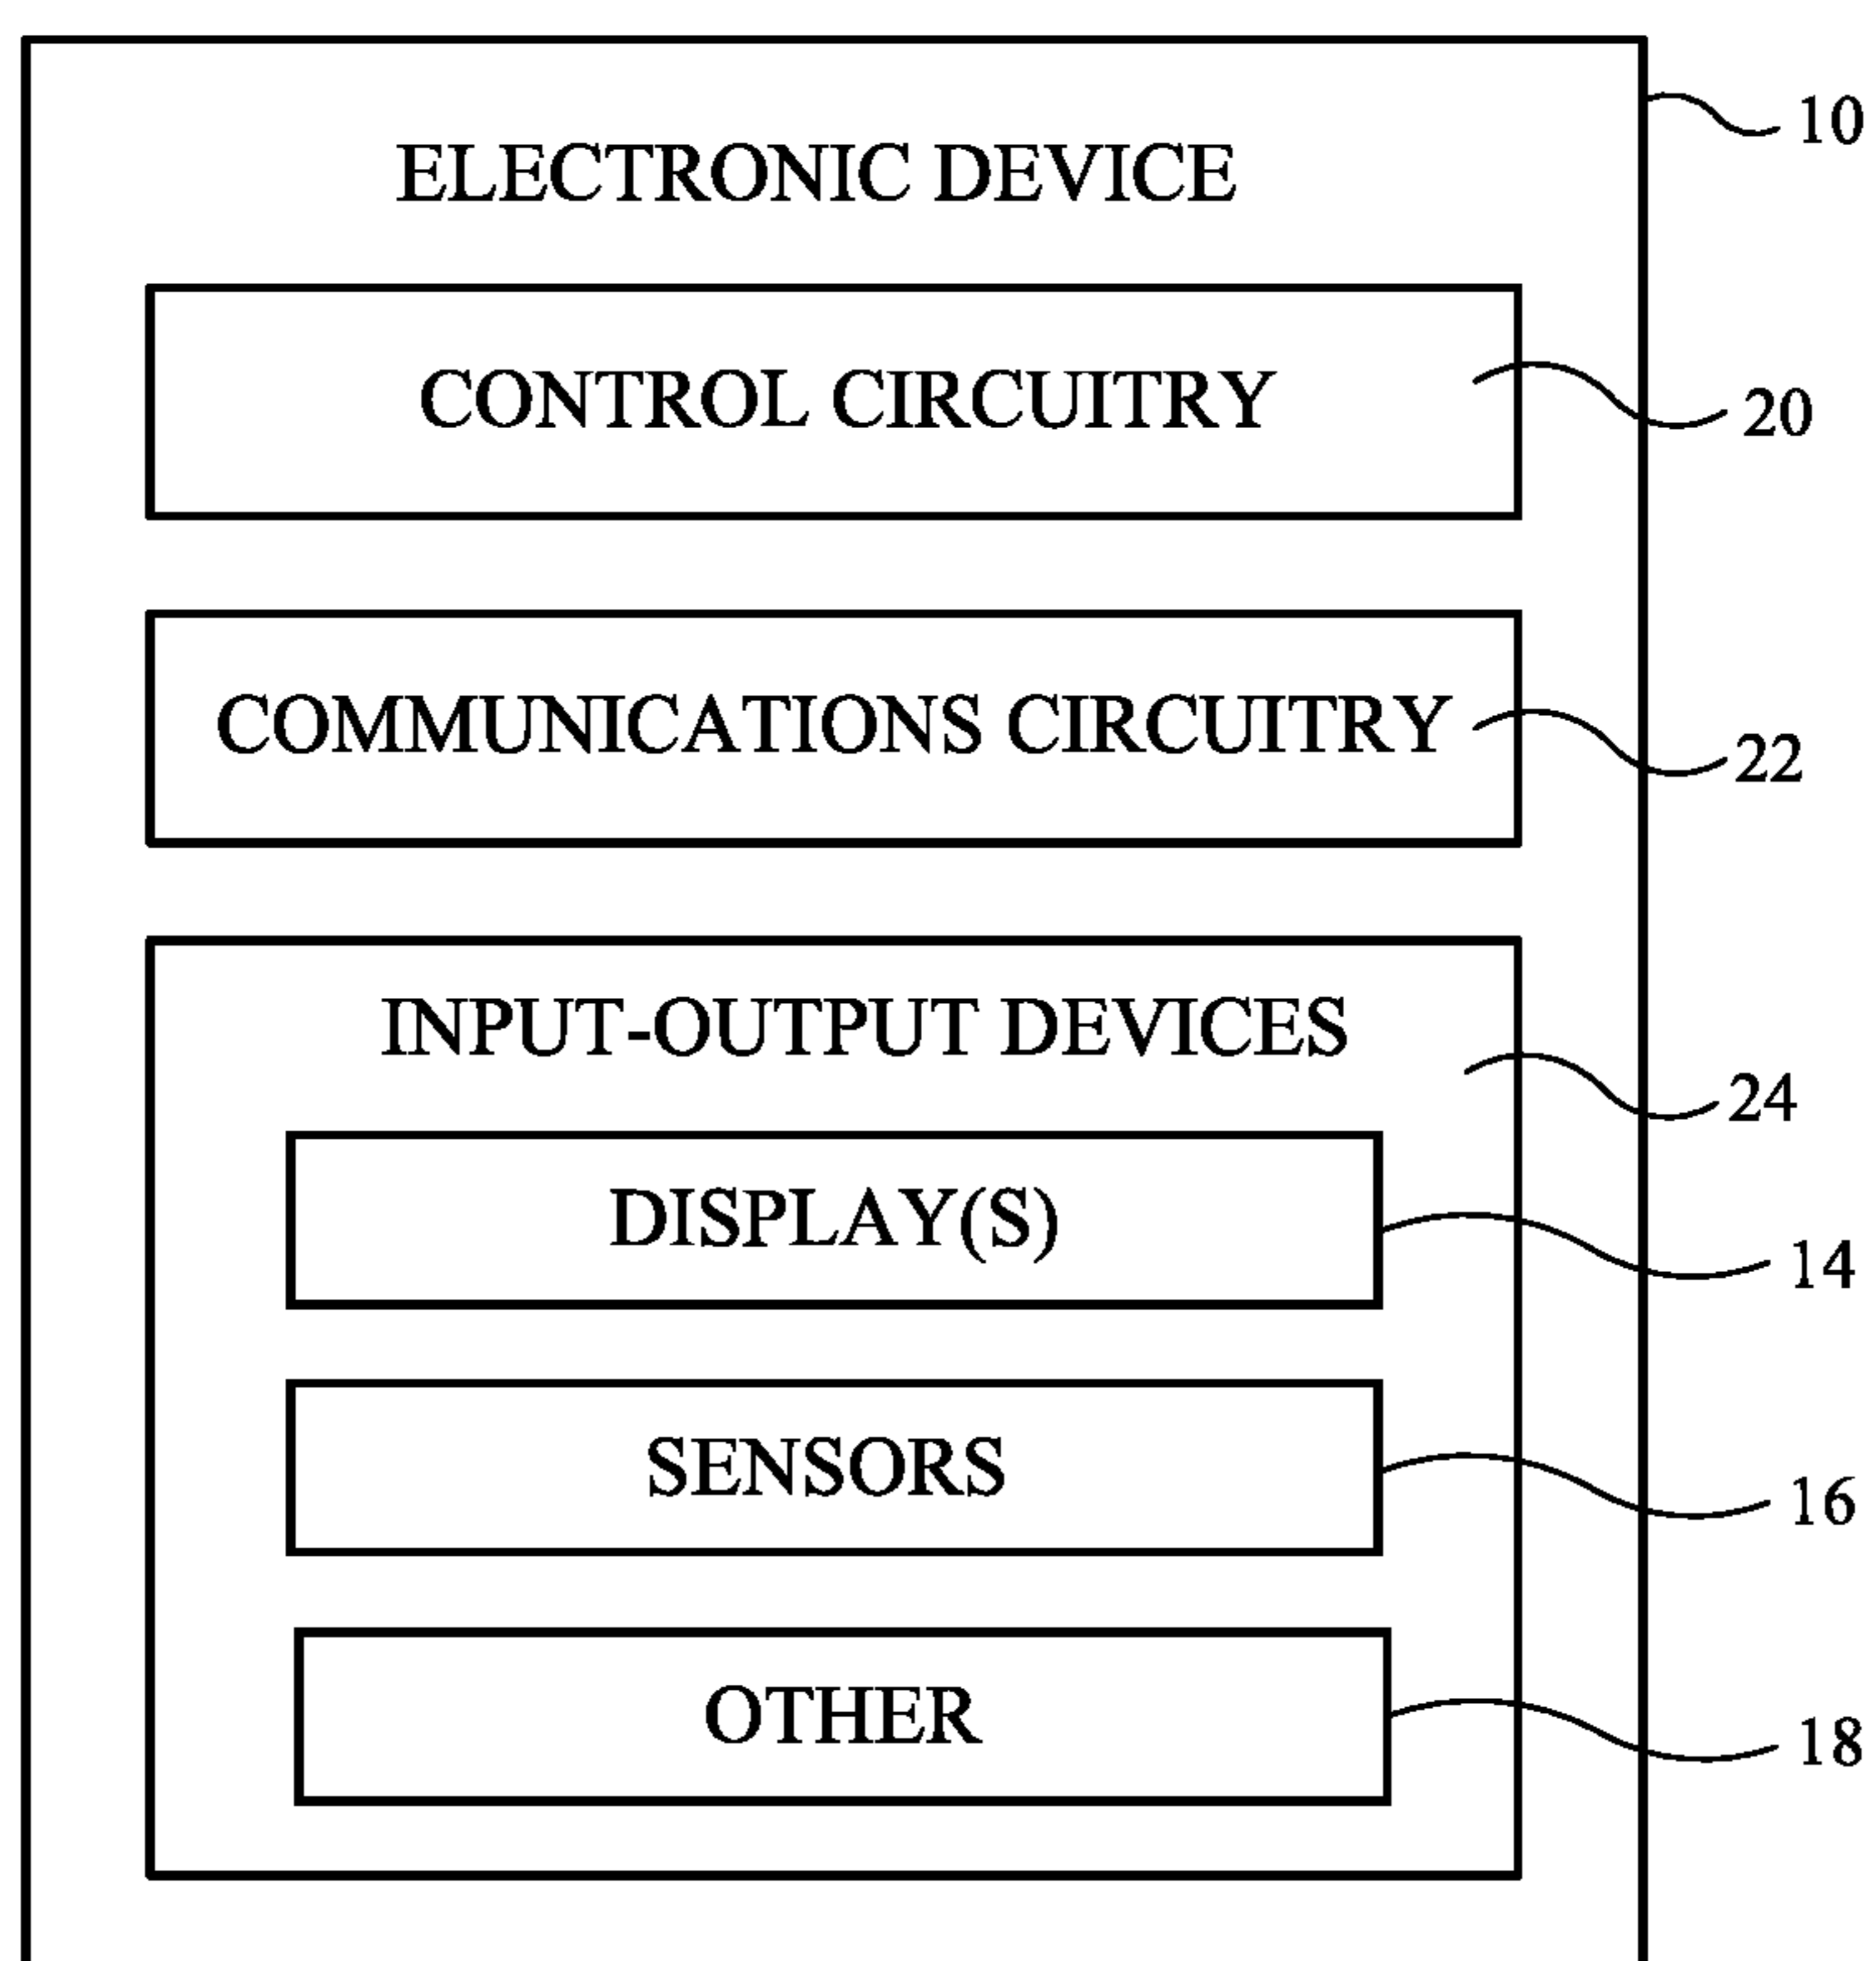 10
ELECTRONIC DEVICE
CONTROL CIRCUITRY
20
COMMUNICATIONS CIRCUITRY
22
INPUT-OUTPUT DEVICES
24
DISPLAY(S)
14
SENSORS
16
OTHER
18